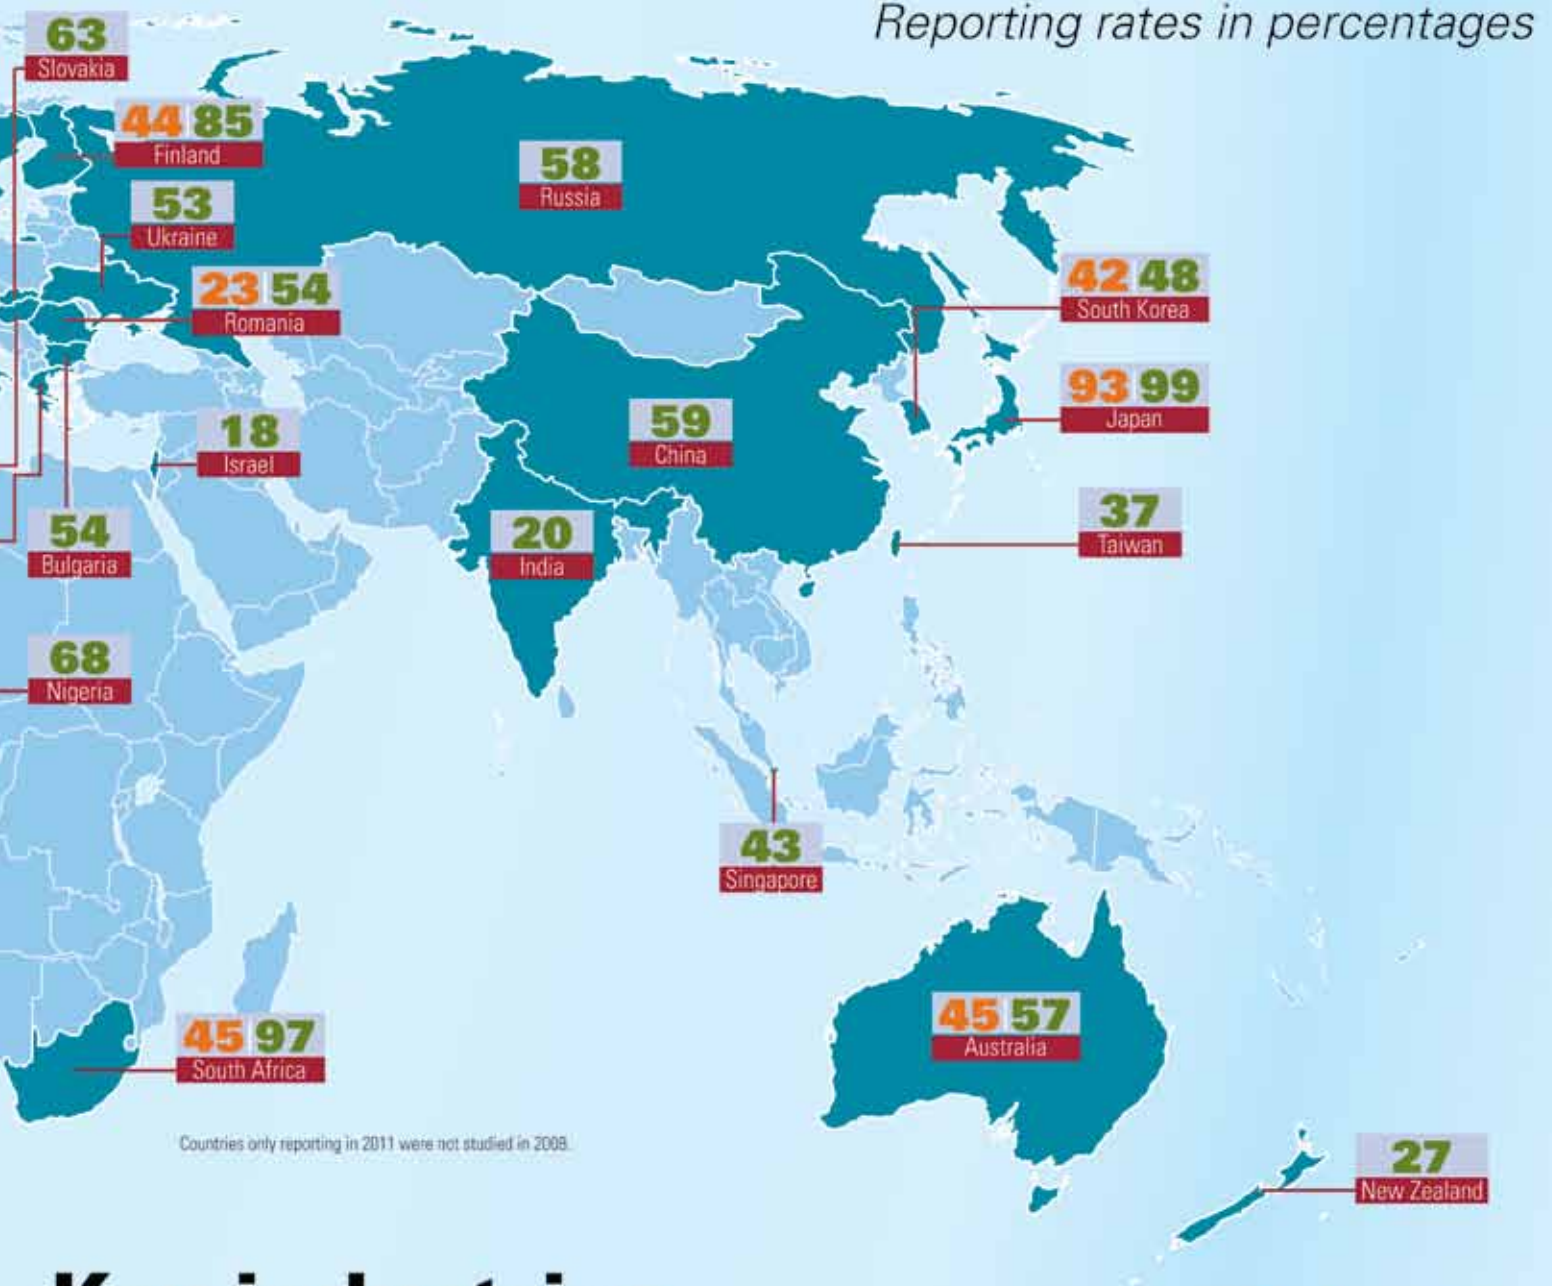 Reporting rates in percentages
63
Slovakia
44 85
Finland
53
Ukraine
58
Russia
23 54
Romania
42 48
South Korea
93 99
Japan
59
China
18
Israel
37
Taiwan
54
Bulgaria
20
India
68
Nigeria
43
Singapore
45 97
South Africa
45 57
Australia
27
New Zealand
Countries only reporting in 2011 were not studied in 2008.